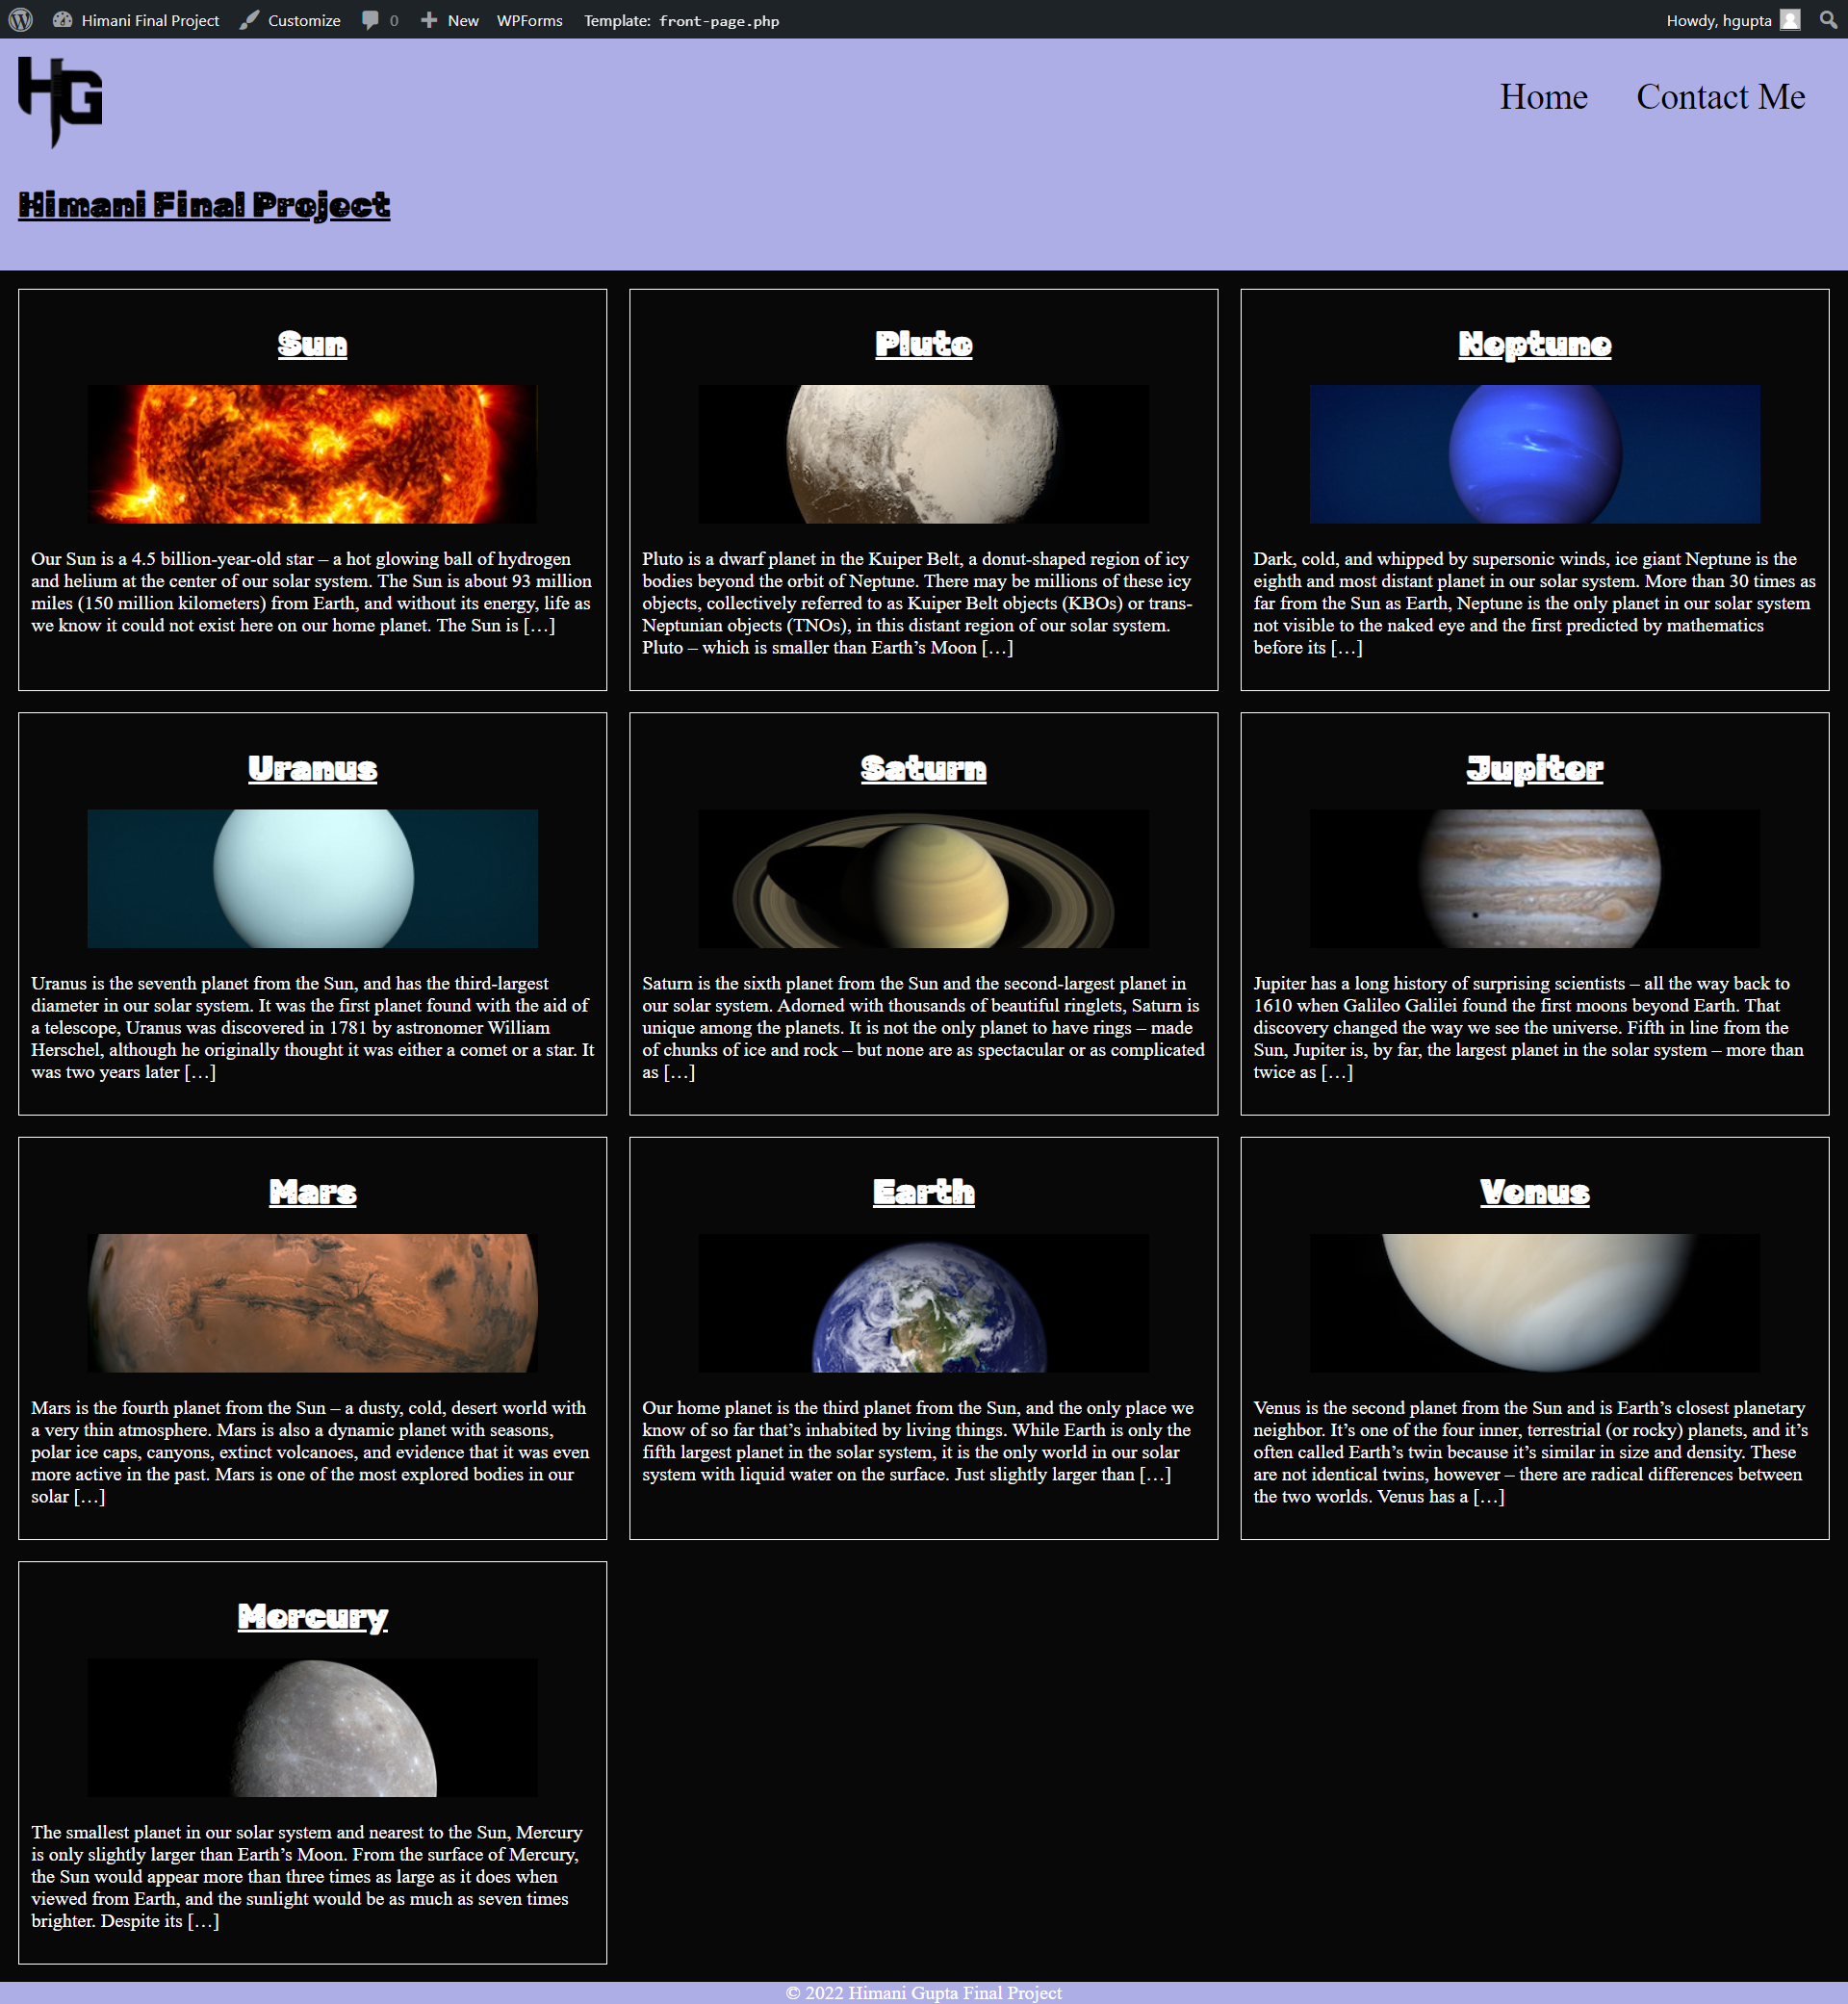 Himani Final Project
Customize
0
New
WPForms
Template: front-page.php
Howdy, hgupta
HG
Home
Contact Me
Himani Final Project
Sun
Our Sun is a 4.5 billion-year-old star – a hot glowing ball of hydrogen
and helium at the center of our solar system. The Sun is about 93 million
miles (150 million kilometers) from Earth, and without its energy, life as
we know it could not exist here on our home planet. The Sun is […]
Pluto
Pluto is a dwarf planet in the Kuiper Belt, a donut-shaped region of icy
bodies beyond the orbit of Neptune. There may be millions of these icy
objects, collectively referred to as Kuiper Belt objects (KBOs) or trans-
Neptunian objects (TNOs), in this distant region of our solar system.
Pluto – which is smaller than Earth’s Moon […]
Neptune
Dark, cold, and whipped by supersonic winds, ice giant Neptune is the
eighth and most distant planet in our solar system. More than 30 times as
far from the Sun as Earth, Neptune is the only planet in our solar system
not visible to the naked eye and the first predicted by mathematics
before its […]
Uranus
Uranus is the seventh planet from the Sun, and has the third-largest
diameter in our solar system. It was the first planet found with the aid of
a telescope, Uranus was discovered in 1781 by astronomer William
Herschel, although he originally thought it was either a comet or a star. It
was two years later […]
Saturn
Saturn is the sixth planet from the Sun and the second-largest planet in
our solar system. Adorned with thousands of beautiful ringlets, Saturn is
unique among the planets. It is not the only planet to have rings – made
of chunks of ice and rock – but none are as spectacular or as complicated
as […]
Jupiter
Jupiter has a long history of surprising scientists – all the way back to
1610 when Galileo Galilei found the first moons beyond Earth. That
discovery changed the way we see the universe. Fifth in line from the
Sun, Jupiter is, by far, the largest planet in the solar system – more than
twice as […]
Mars
Mars is the fourth planet from the Sun – a dusty, cold, desert world with
a very thin atmosphere. Mars is also a dynamic planet with seasons,
polar ice caps, canyons, extinct volcanoes, and evidence that it was even
more active in the past. Mars is one of the most explored bodies in our
solar […]
Earth
Our home planet is the third planet from the Sun, and the only place we
know of so far that’s inhabited by living things. While Earth is only the
fifth largest planet in the solar system, it is the only world in our solar
system with liquid water on the surface. Just slightly larger than […]
Venus
Venus is the second planet from the Sun and is Earth’s closest planetary
neighbor. It’s one of the four inner, terrestrial (or rocky) planets, and it’s
often called Earth’s twin because it’s similar in size and density. These
are not identical twins, however – there are radical differences between
the two worlds. Venus has a […]
Mercury
The smallest planet in our solar system and nearest to the Sun, Mercury
is only slightly larger than Earth’s Moon. From the surface of Mercury,
the Sun would appear more than three times as large as it does when
viewed from Earth, and the sunlight would be as much as seven times
brighter. Despite its […]
© 2022 Himani Gupta Final Project